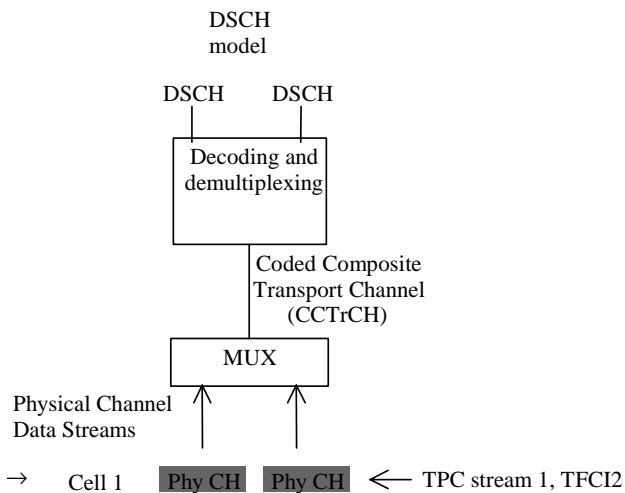 DSCH
model
DSCH DSCH
Decoding and
demultiplexing
Coded Composite
Transport Channel
(CCTrCH)
MUX
Physical Channel
Data Streams
→ Cell 1 Phy CH Phy CH ← TPC stream 1, TFCI2